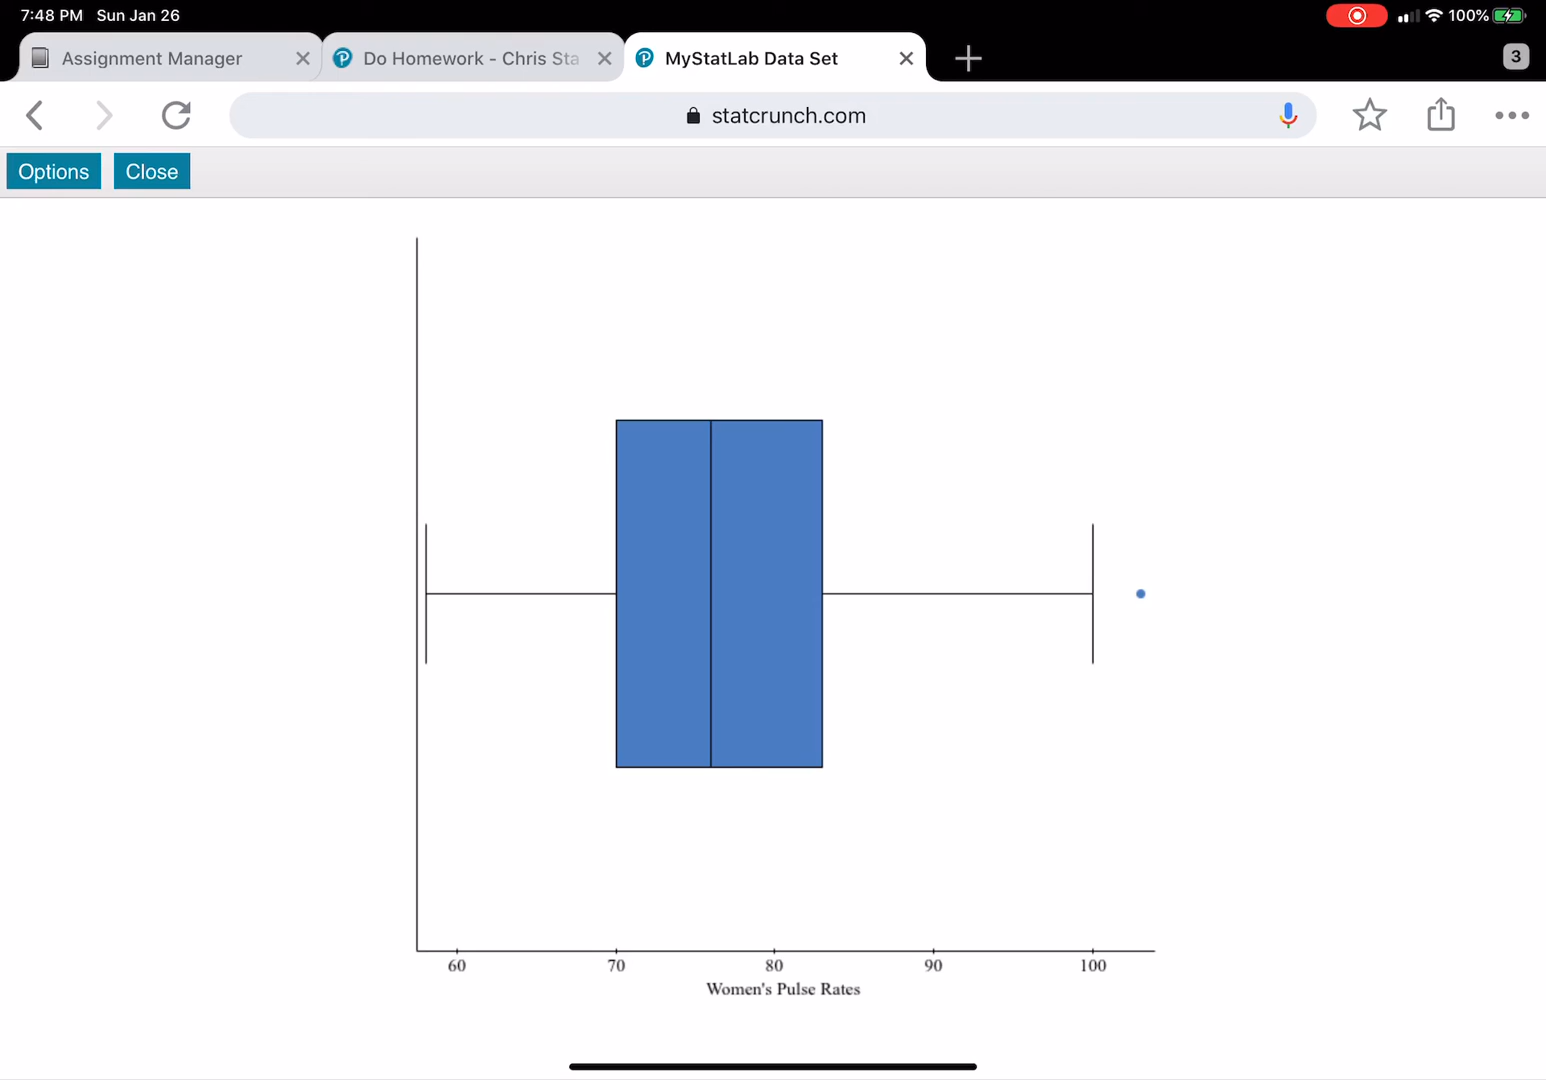 7:48 PM Sun Jan 26 100%
Assignment Manager Do Homework - Chris Sta MyStatLab Data Set 3
statcrunch.com
Options Close
60 70 80 90 100
Women's Pulse Rates